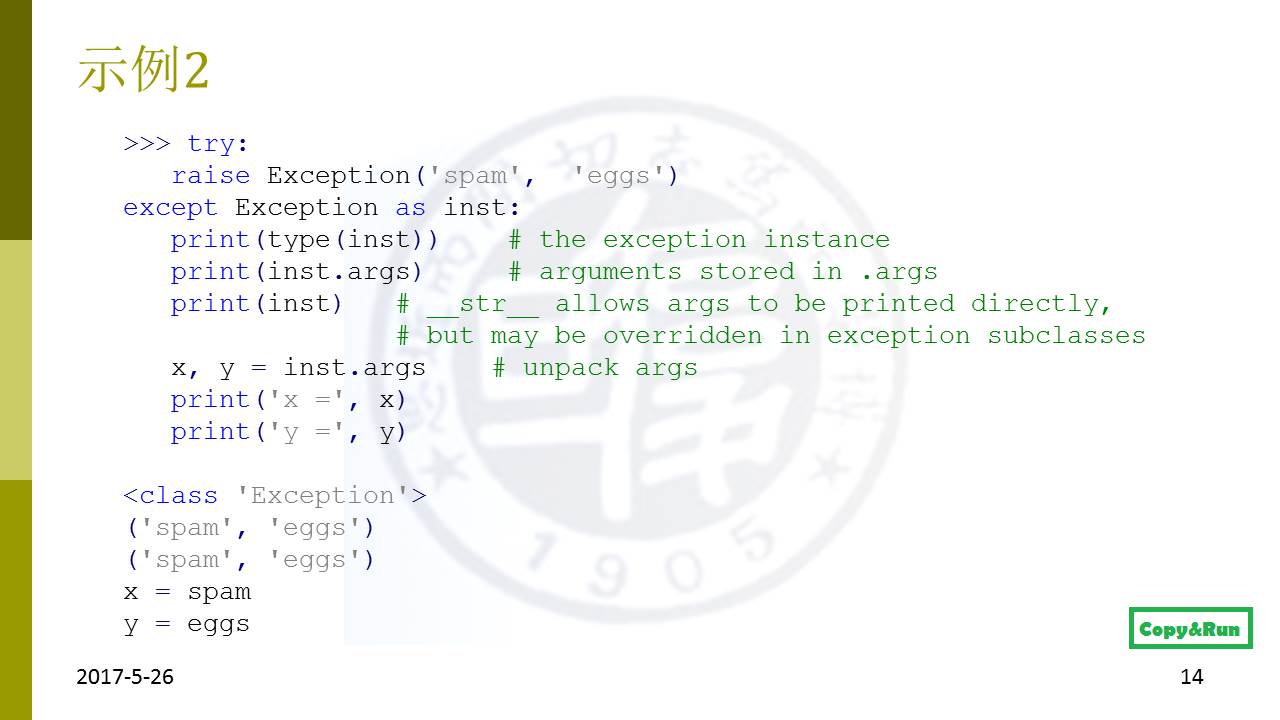 示例2
>>> try:
   raise Exception('spam',  'eggs')
except Exception as inst:
   print(type(inst))    # the exception instance
   print(inst.args)     # arguments stored in .args
   print(inst)   # __str__ allows args to be printed directly,
                 # but may be overridden in exception subclasses
   x, y = inst.args    # unpack args
   print('x =', x)
   print('y =', y)
<class 'Exception'>
('spam', 'eggs')
('spam', 'eggs')
x = spam
y = eggs
1905
Copy&Run
2017-5-26
14